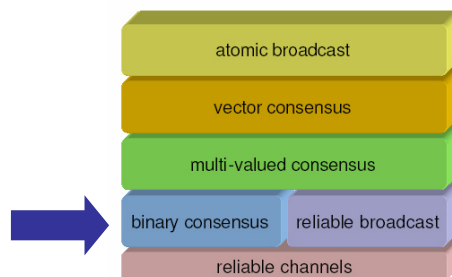 atomic broadcast
vector consensus
multi-valued consensus
binary consensus reliable broadcast
reliable channels